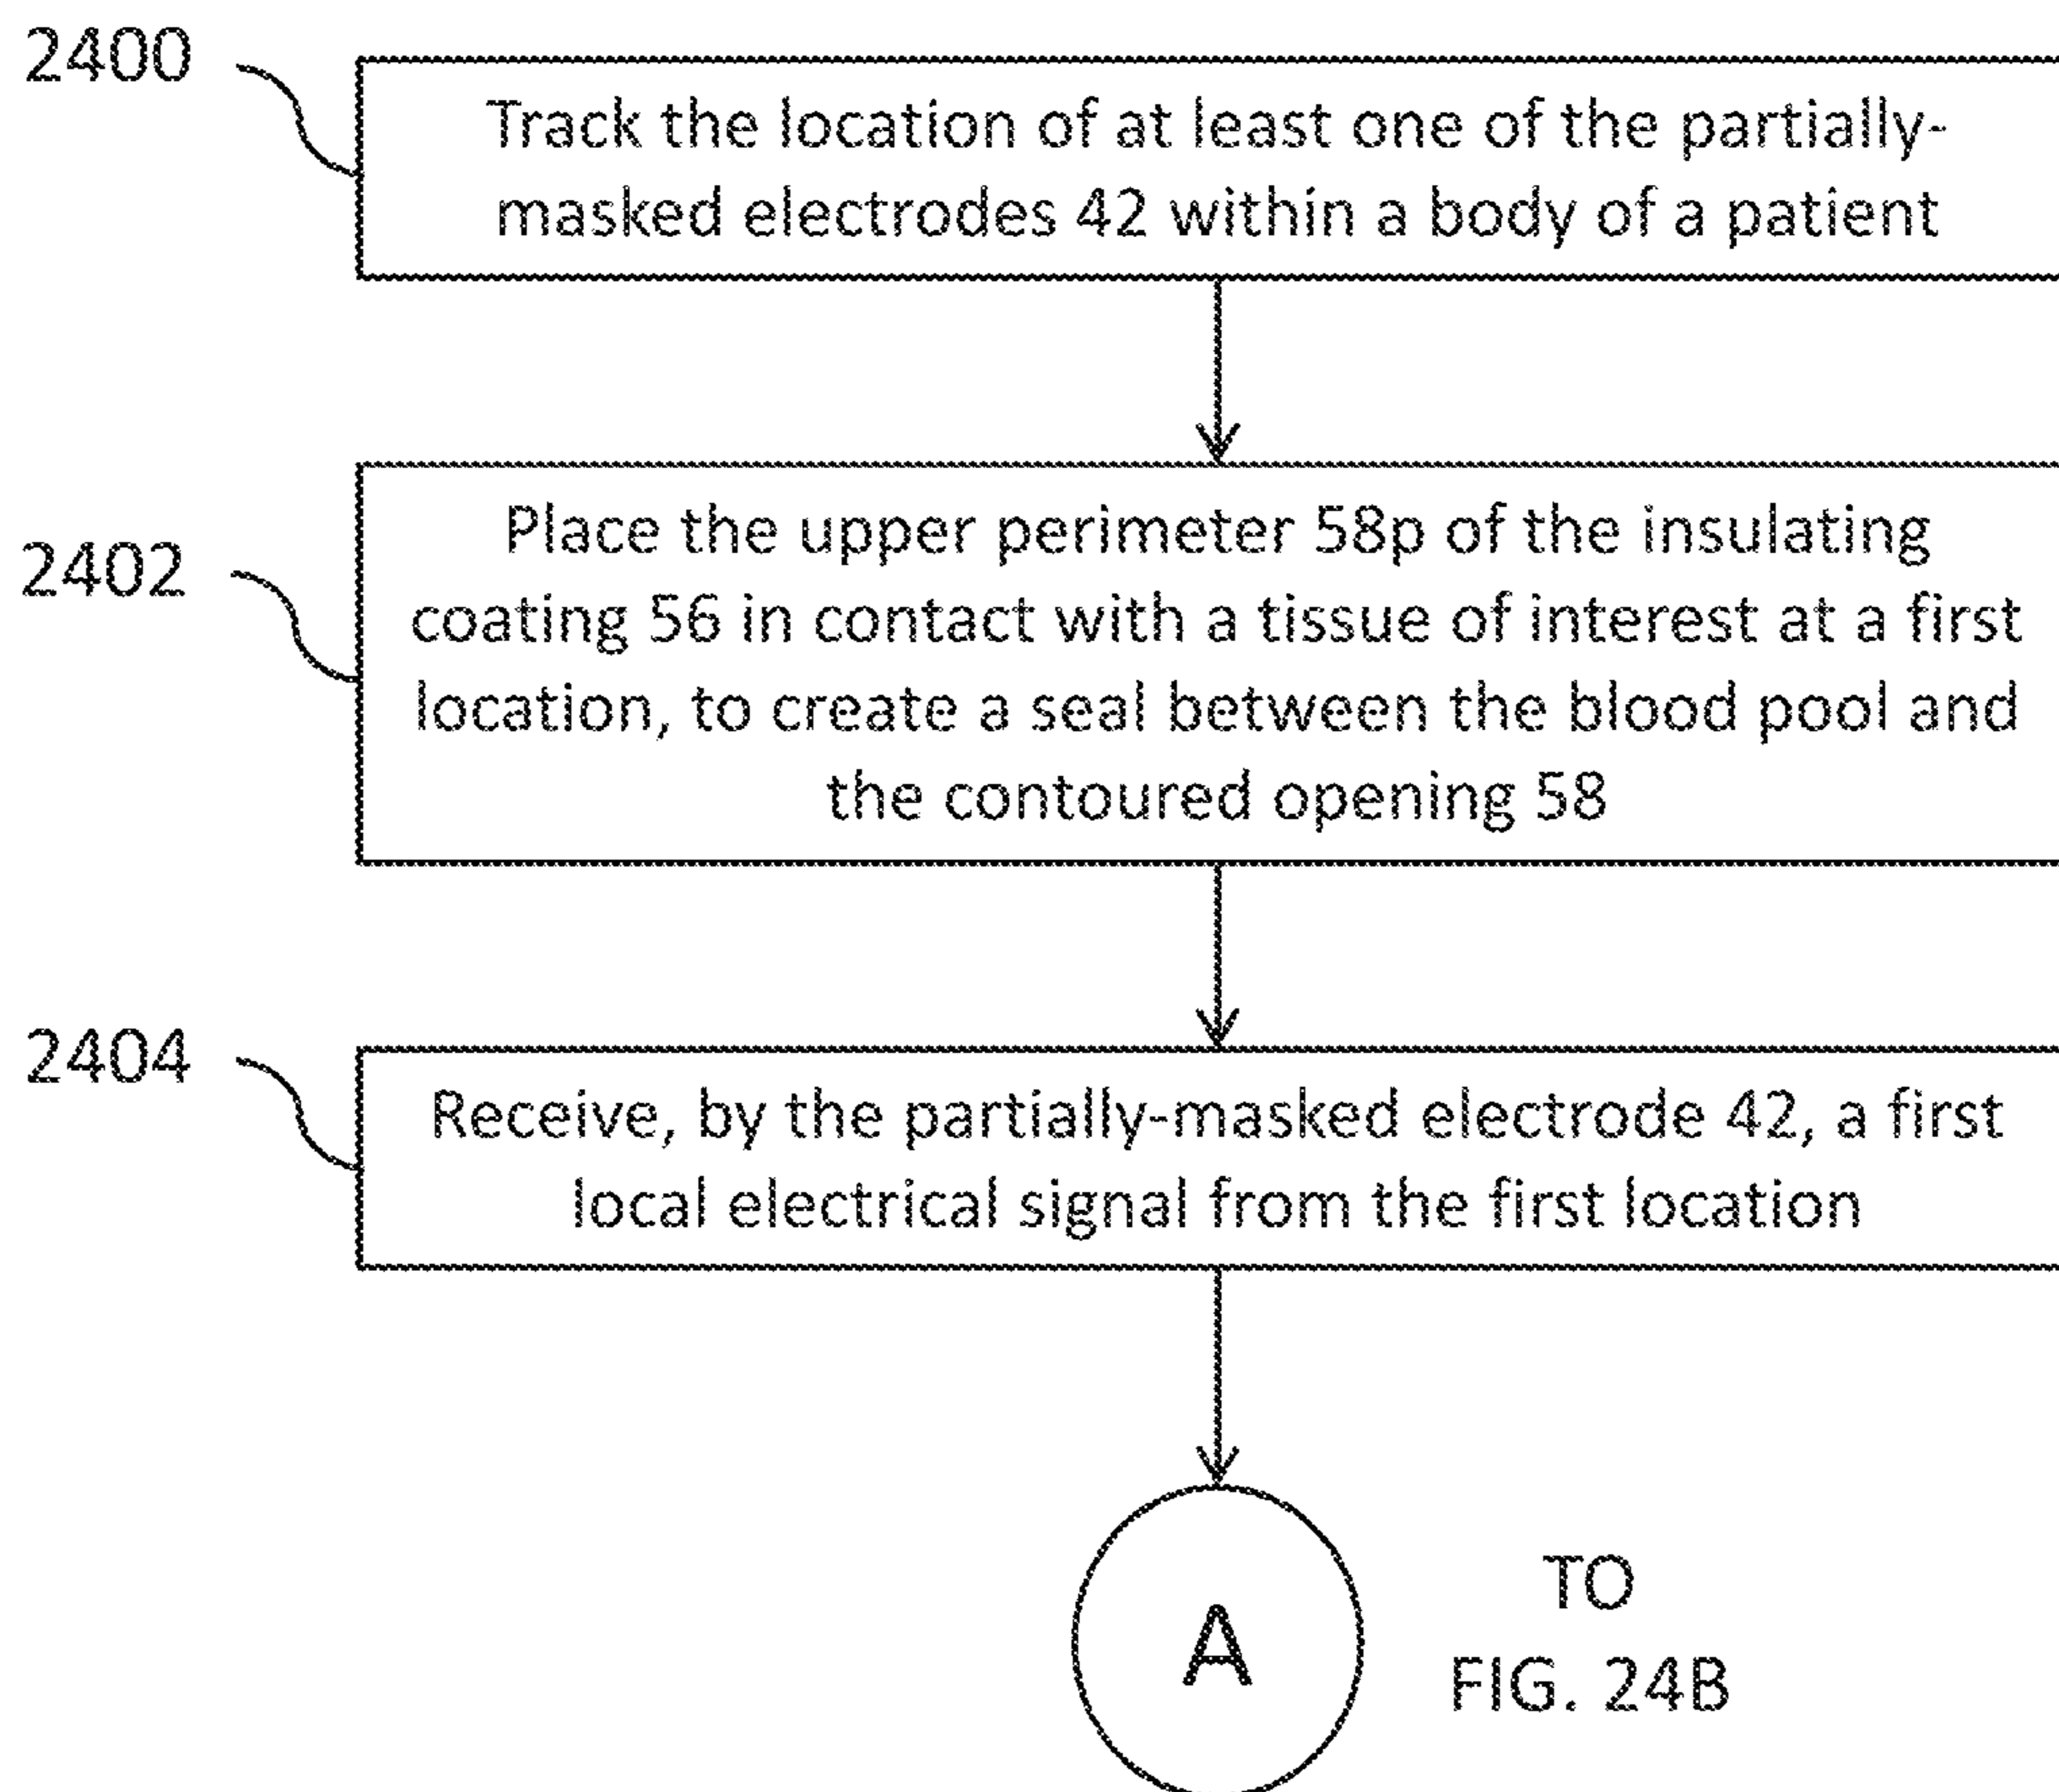 2400
Track the location of at least one of the partially-
masked electrodes 42 within a body of a patient
2402
Place the upper perimeter 58p of the insulating
coating 56 in contact with a tissue of interest at a first
location, to create a seal between the blood pool and
the contoured opening 58
2404
Receive, by the partially-masked electrode 42, a first
local electrical signal from the first location
A
TO
FIG. 24B